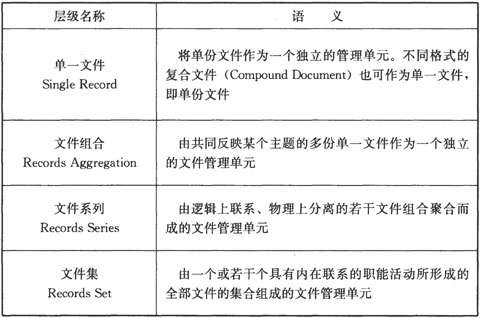 层级名称
语 义
单一文件
Single Record
将单份文件作为一个独立的管理单元。不同格式的
复合文件（Compound Document）也可作为单一文件，
即单份文件
文件组合
Records Aggregation
由共同反映某个主题的多份单一文件作为一个独立
的文件管理单元
文件系列
Records Series
由逻辑上联系、物理上分离的若干文件组合聚合而
成的文件管理单元
文件集
Records Set
由一个或若干个具有内在联系的职能活动所形成的
全部文件的集合组成的文件管理单元